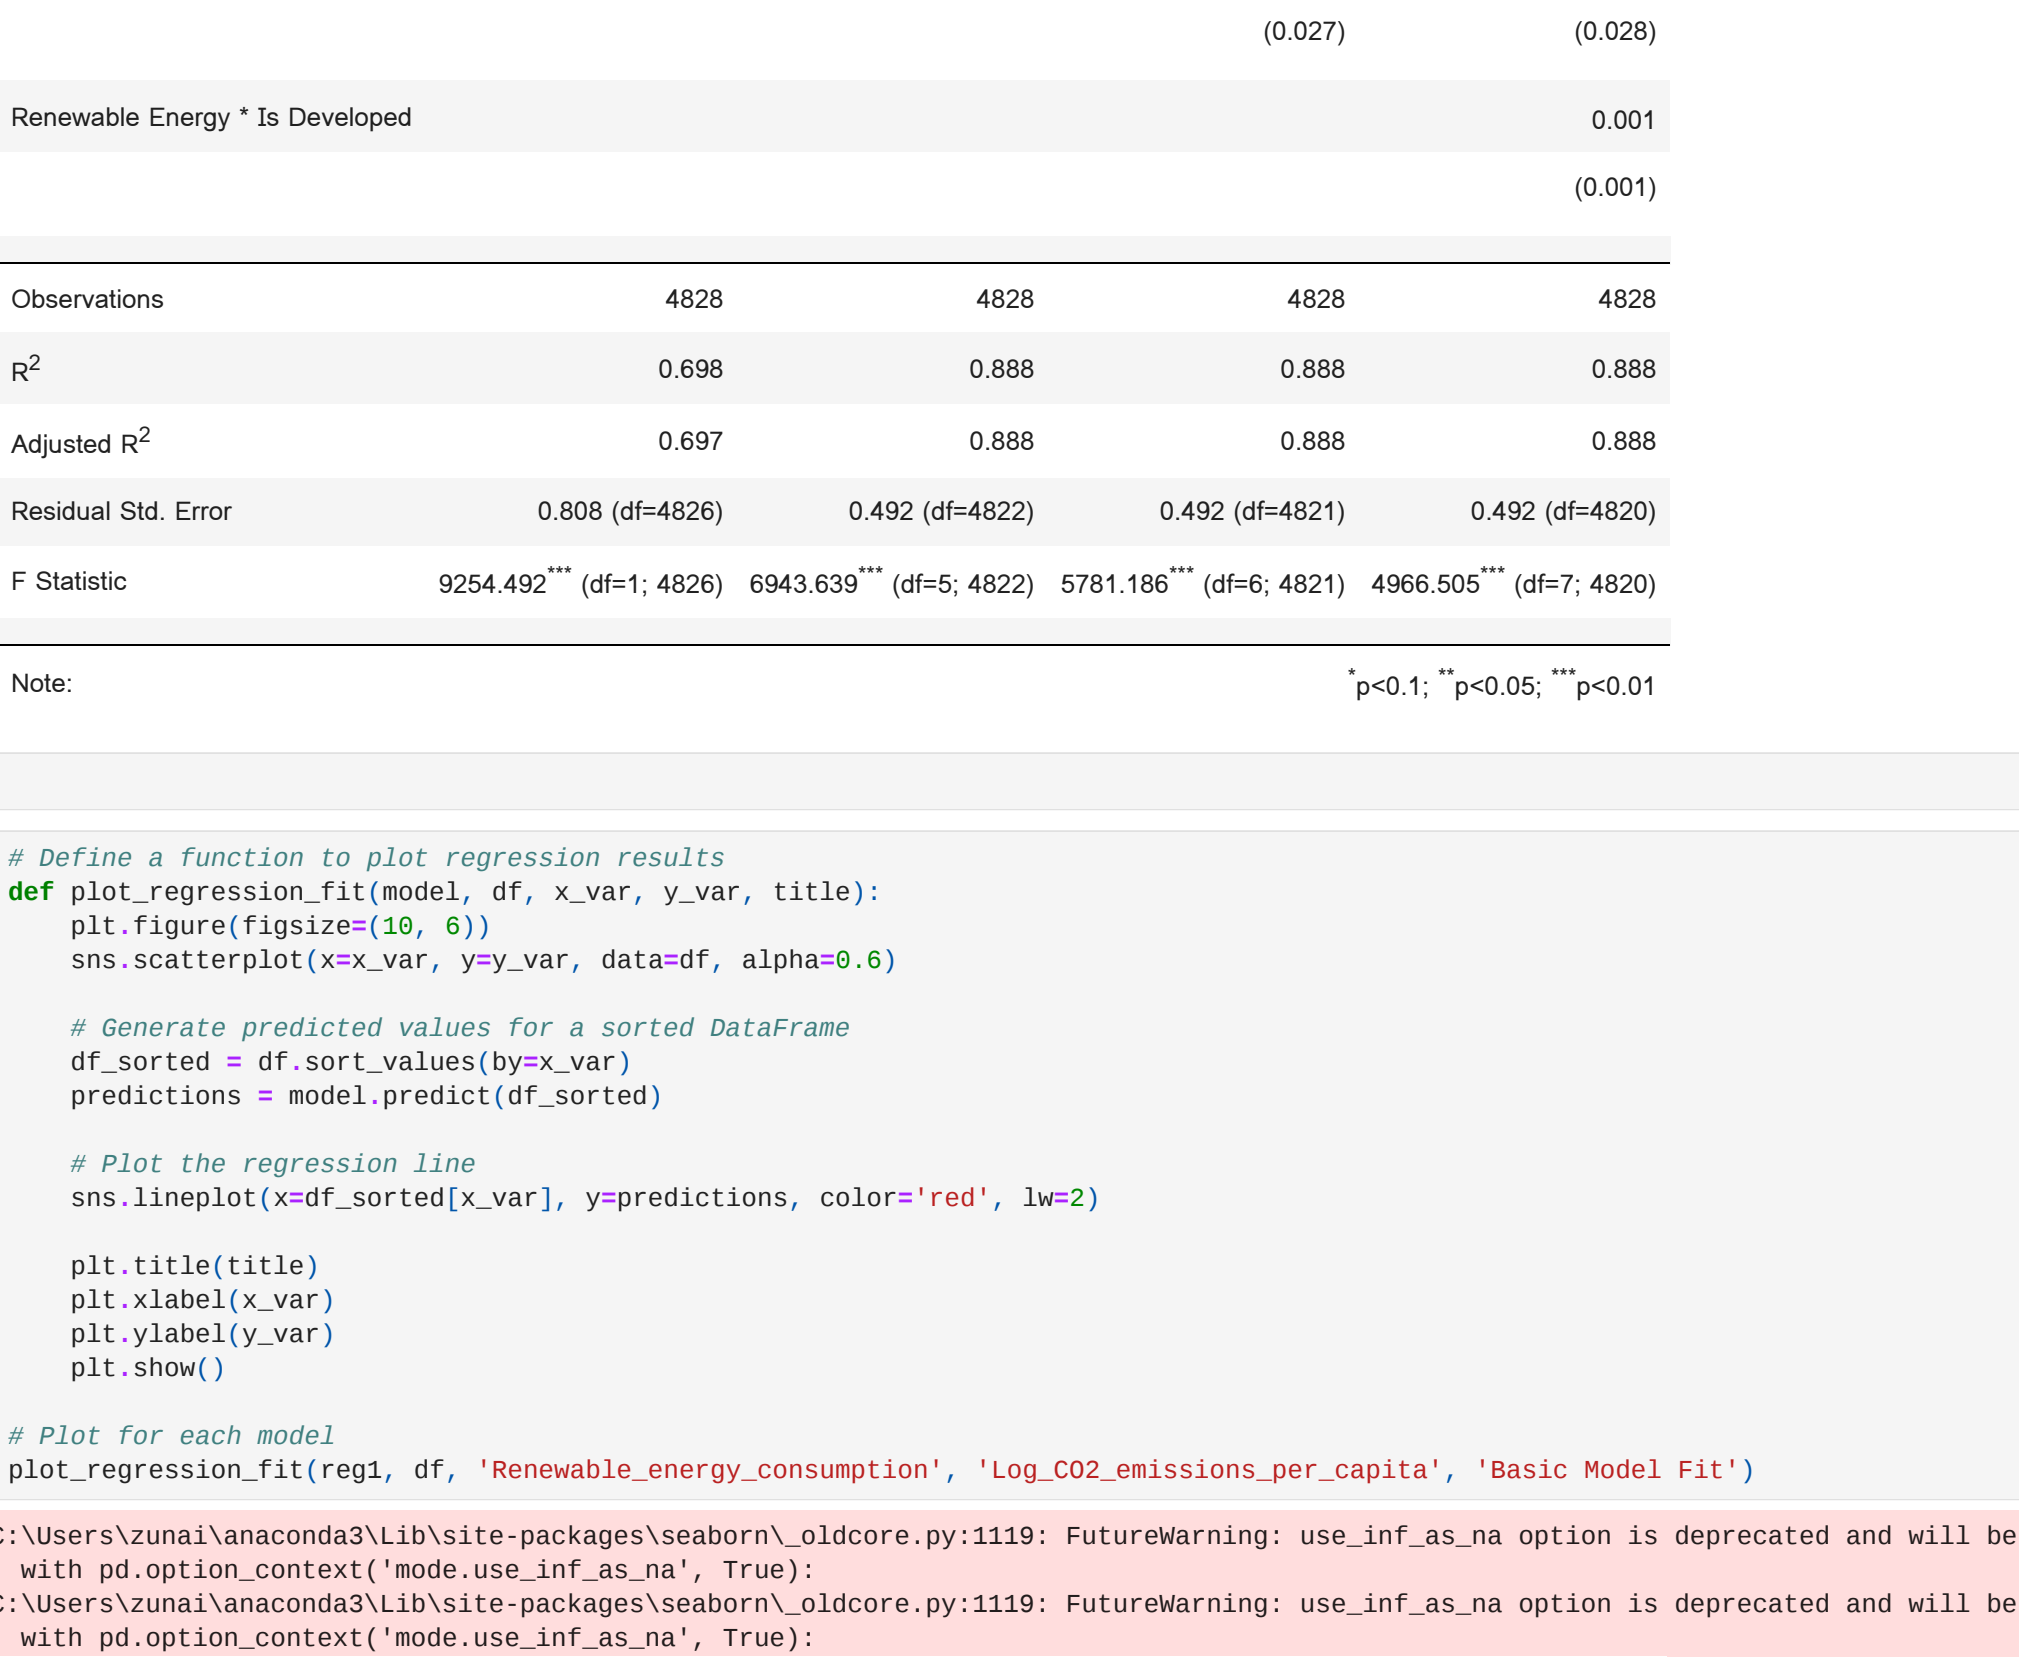 (0.027) (0.028)
Renewable Energy * Is Developed 0.001
(0.001)
Observations 4828 4828 4828 4828
R2 0.698 0.888 0.888 0.888
Adjusted R2 0.697 0.888 0.888 0.888
Residual Std. Error 0.808 (df=4826) 0.492 (df=4822) 0.492 (df=4821) 0.492 (df=4820)
F Statistic 9254.492*** (df=1; 4826) 6943.639*** (df=5; 4822) 5781.186*** (df=6; 4821) 4966.505*** (df=7; 4820)
Note: *p<0.1; **p<0.05; ***p<0.01
# Define a function to plot regression results
def plot_regression_fit(model, df, x_var, y_var, title):
    plt.figure(figsize=(10, 6))
    sns.scatterplot(x=x_var, y=y_var, data=df, alpha=0.6)
    # Generate predicted values for a sorted DataFrame
    df_sorted = df.sort_values(by=x_var)
    predictions = model.predict(df_sorted)
    # Plot the regression line
    sns.lineplot(x=df_sorted[x_var], y=predictions, color='red', lw=2)
    plt.title(title)
    plt.xlabel(x_var)
    plt.ylabel(y_var)
    plt.show()
# Plot for each model
plot_regression_fit(reg1, df, 'Renewable_energy_consumption', 'Log_CO2_emissions_per_capita', 'Basic Model Fit')
C:\Users\zunai\anaconda3\Lib\site-packages\seaborn\_oldcore.py:1119: FutureWarning: use_inf_as_na option is deprecated and will be
  with pd.option_context('mode.use_inf_as_na', True):
C:\Users\zunai\anaconda3\Lib\site-packages\seaborn\_oldcore.py:1119: FutureWarning: use_inf_as_na option is deprecated and will be
  with pd.option_context('mode.use_inf_as_na', True):